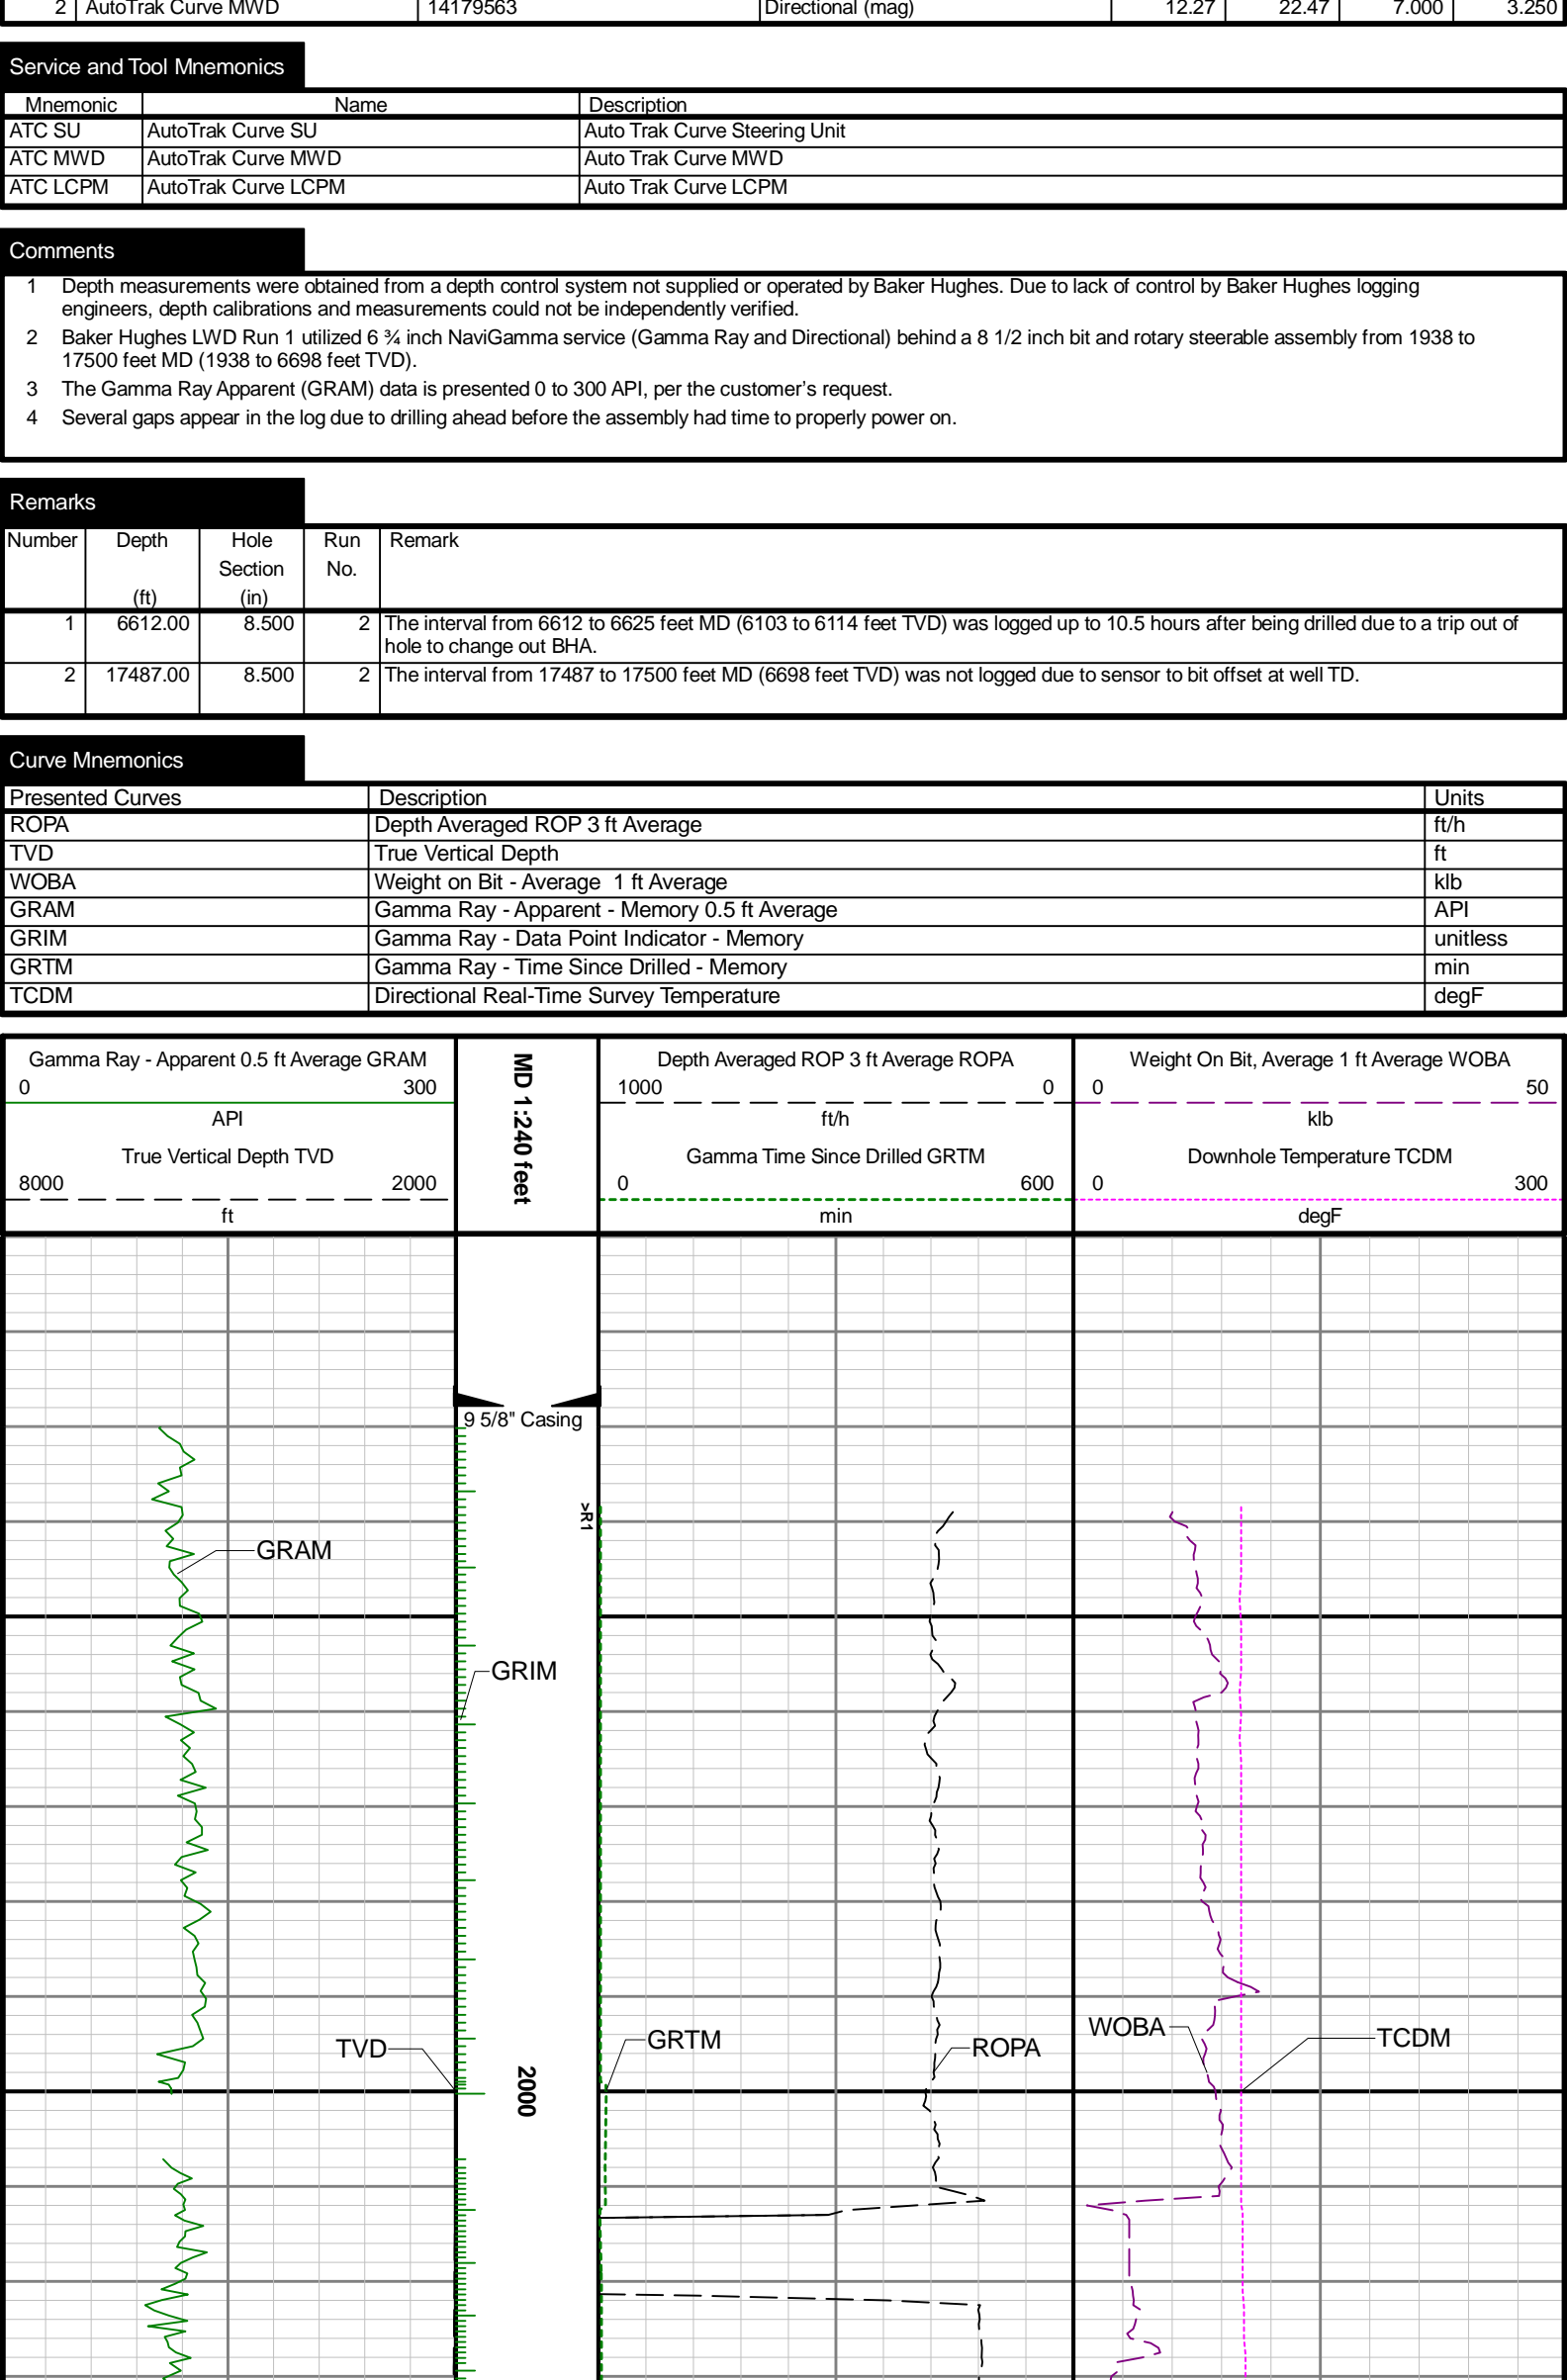 2 AutoTrak Curve MWD 14179563 Directional (mag) 12.27 22.47 7.000 3.250
Service and Tool Mnemonics
Mnemonic Name Description
ATC SU AutoTrak Curve SU Auto Trak Curve Steering Unit
ATC MWD AutoTrak Curve MWD Auto Trak Curve MWD
ATC LCPM AutoTrak Curve LCPM Auto Trak Curve LCPM
Comments
1 Depth measurements were obtained from a depth control system not supplied or operated by Baker Hughes. Due to lack of control by Baker Hughes logging
engineers, depth calibrations and measurements could not be independently verified.
2 Baker Hughes LWD Run 1 utilized 6 ¾ inch NaviGamma service (Gamma Ray and Directional) behind a 8 1/2 inch bit and rotary steerable assembly from 1938 to
17500 feet MD (1938 to 6698 feet TVD).
3 The Gamma Ray Apparent (GRAM) data is presented 0 to 300 API, per the customer's request.
4 Several gaps appear in the log due to drilling ahead before the assembly had time to properly power on.
Remarks
Number Depth Hole Run Remark
Section No.
(ft) (in)
1 6612.00 8.500 2 The interval from 6612 to 6625 feet MD (6103 to 6114 feet TVD) was logged up to 10.5 hours after being drilled due to a trip out of
hole to change out BHA.
2 17487.00 8.500 2 The interval from 17487 to 17500 feet MD (6698 feet TVD) was not logged due to sensor to bit offset at well TD.
Curve Mnemonics
Presented Curves Description Units
ROPA Depth Averaged ROP 3 ft Average ft/h
TVD True Vertical Depth ft
WOBA Weight on Bit - Average 1 ft Average klb
GRAM Gamma Ray - Apparent - Memory 0.5 ft Average API
GRIM Gamma Ray - Data Point Indicator - Memory unitless
GRTM Gamma Ray - Time Since Drilled - Memory min
TCDM Directional Real-Time Survey Temperature degF
Gamma Ray - Apparent 0.5 ft Average GRAM
0 300
API
True Vertical Depth TVD
8000 2000
ft
MD 1:240 feet
Depth Averaged ROP 3 ft Average ROPA
1000 0
ft/h
Gamma Time Since Drilled GRTM
0 600
min
Weight On Bit, Average 1 ft Average WOBA
0 50
klb
Downhole Temperature TCDM
0 300
degF
9 5/8" Casing
>R1
GRAM
GRIM
WOBA
TVD
GRTM
ROPA
TCDM
2000